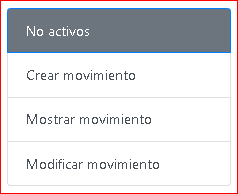 No activos
Crear movimiento
Mostrar movimiento
Modificar movimiento